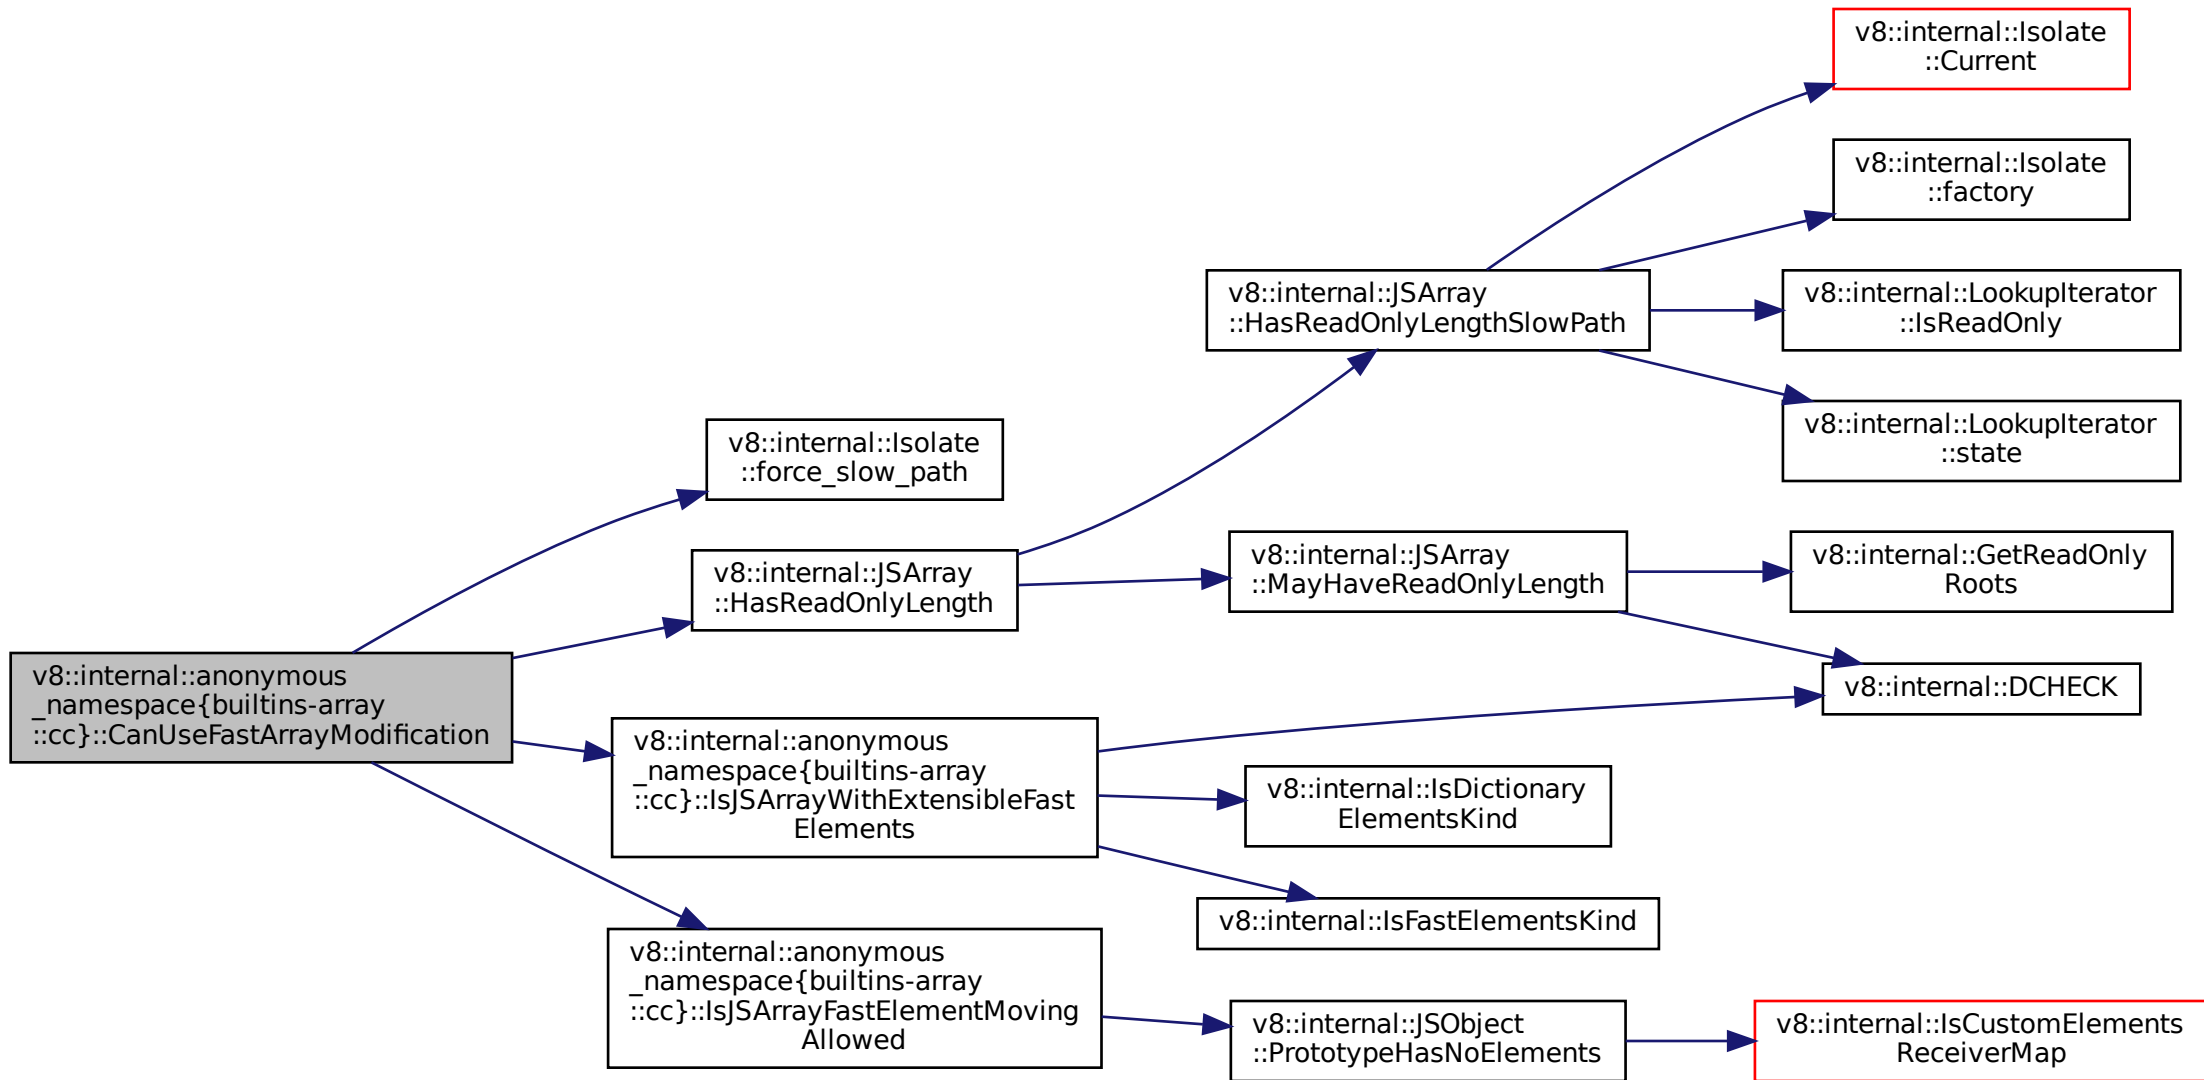 v8::internal::Isolate
::Current
v8::internal::Isolate
::factory
v8::internal::JSArray
::HasReadOnlyLengthSlowPath
v8::internal::LookupIterator
::IsReadOnly
v8::internal::LookupIterator
::state
v8::internal::Isolate
::force_slow_path
v8::internal::JSArray
::HasReadOnlyLength
v8::internal::JSArray
::MayHaveReadOnlyLength
v8::internal::GetReadOnly
Roots
v8::internal::anonymous
_namespace{builtins-array
::cc}::CanUseFastArrayModification
v8::internal::DCHECK
v8::internal::anonymous
_namespace{builtins-array
::cc}::IsJSArrayWithExtensibleFast
Elements
v8::internal::IsDictionary
ElementsKind
v8::internal::IsFastElementsKind
v8::internal::anonymous
_namespace{builtins-array
::cc}::IsJSArrayFastElementMoving
Allowed
v8::internal::JSObject
::PrototypeHasNoElements
v8::internal::IsCustomElements
ReceiverMap